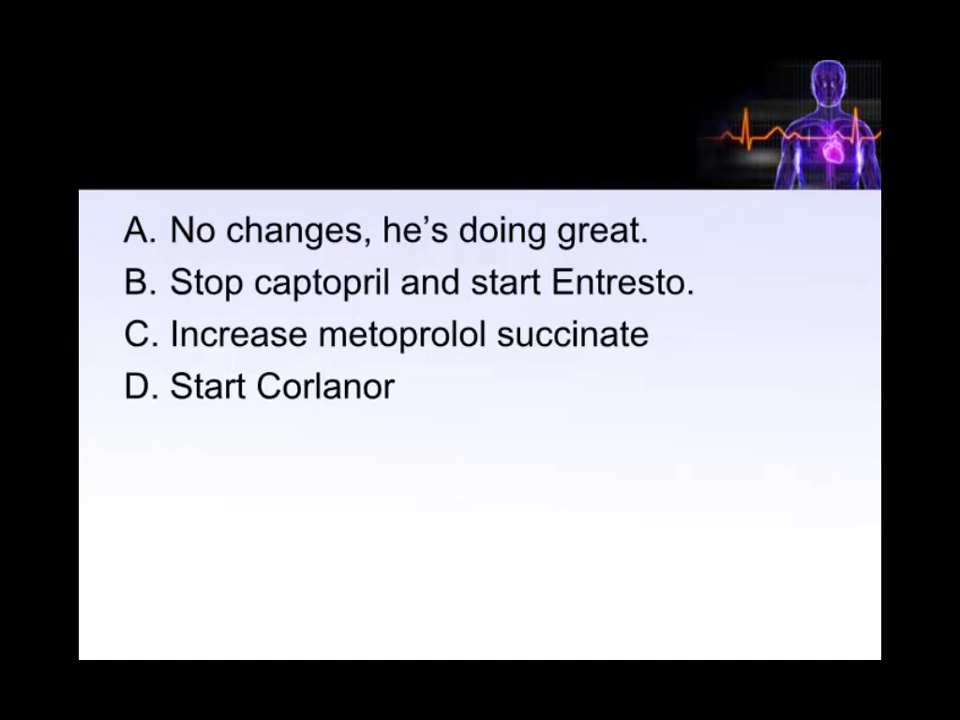 A. No changes, he’s doing great.
B. Stop captopril and start Entresto.
C. Increase metoprolol succinate
D. Start Corlanor